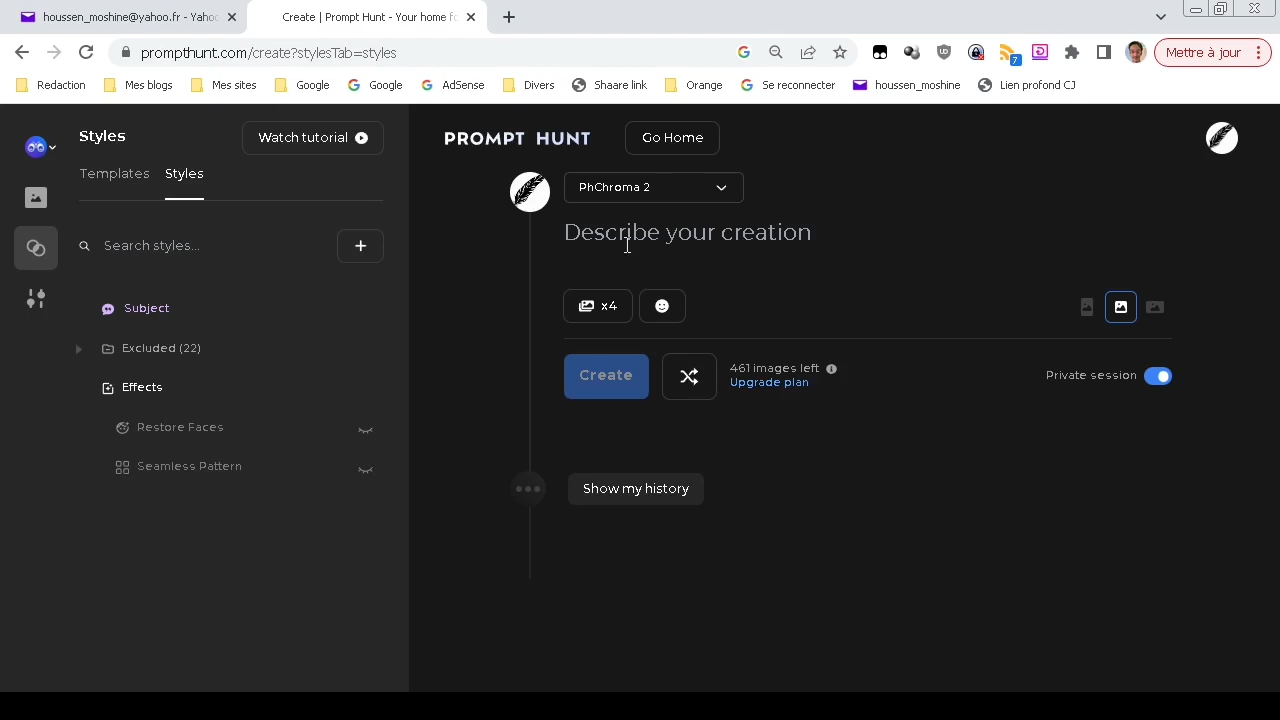 houssen_moshine@yahoo.fr - Yaho
Create | Prompt Hunt - Your home fo
prompthunt.com/create?stylesTab=styles
7
Mettre à jour
Redaction
Mes blogs
Mes sites
Google
Google
AdSense
Divers
Shaare link
Orange
Se reconnecter
houssen_moshine
Lien profond CJ
Styles
Watch tutorial
Templates
Styles
Search styles...
Subject
Excluded (22)
Effects
Restore Faces
Seamless Pattern
PROMPT HUNT
Go Home
PhChroma 2
Describe your creation
x4
Create
461 images left
Upgrade plan
Private session
Show my history